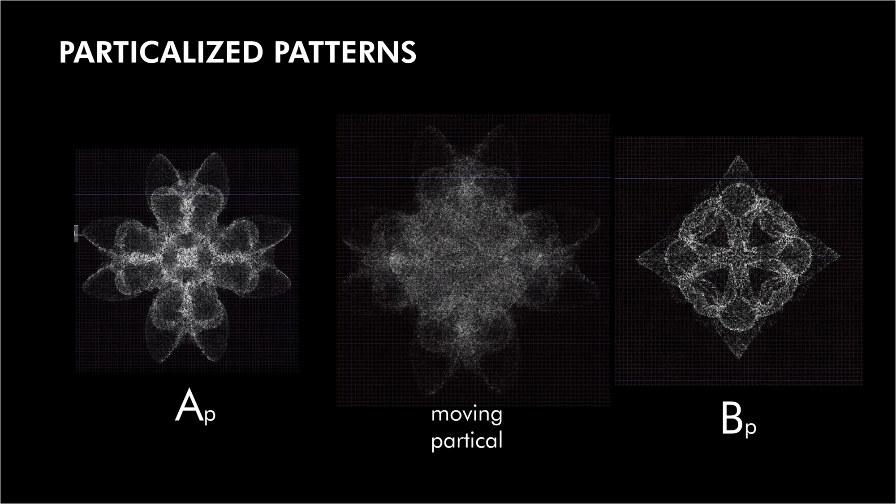 PARTICALIZED PATTERNS
Ap
moving
partical
Bp